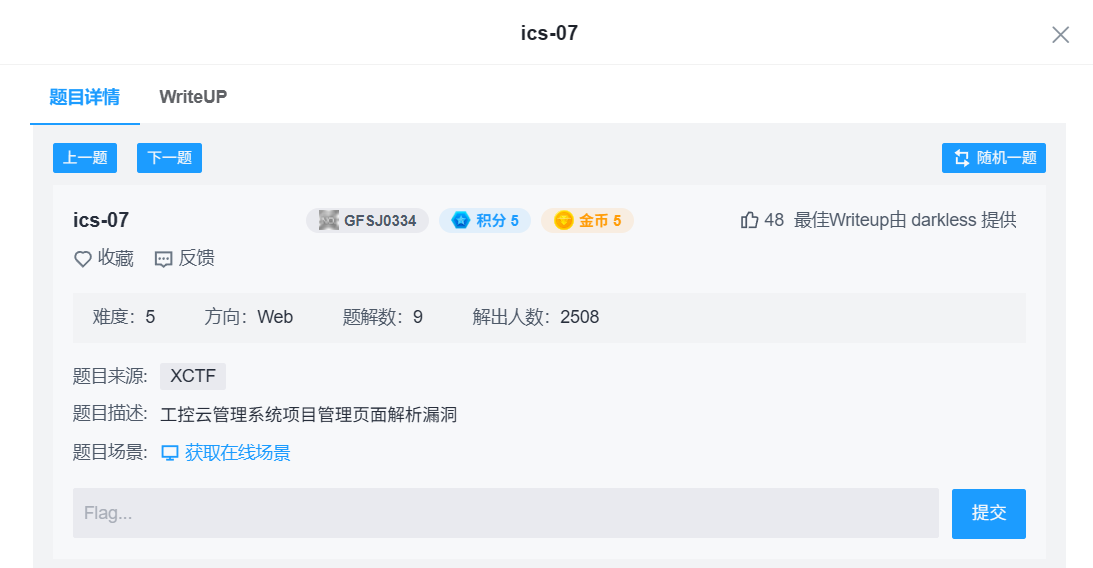 ics-07
题目详情 WriteUP
上一题 下一题 随机一题
ics-07 GFSJ0334 积分 5 金币 5 48 最佳Writeup由 darkless 提供
收藏 反馈
难度：5 方向：Web 题解数：9 解出人数：2508
题目来源: XCTF
题目描述: 工控云管理系统项目管理页面解析漏洞
题目场景: 获取在线场景
Flag... 提交